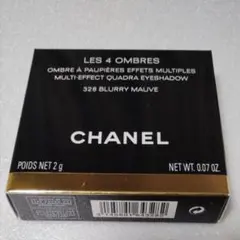 LES 4 OMBRES
OMBRE À PAUPIÈRES EFFETS MULTIPLES
MULTI-EFFECT QUADRA EYESHADOW
328 BLURRY MAUVE
CHANEL
POIDS NET 2 g
NET WT. 0.07 OZ.